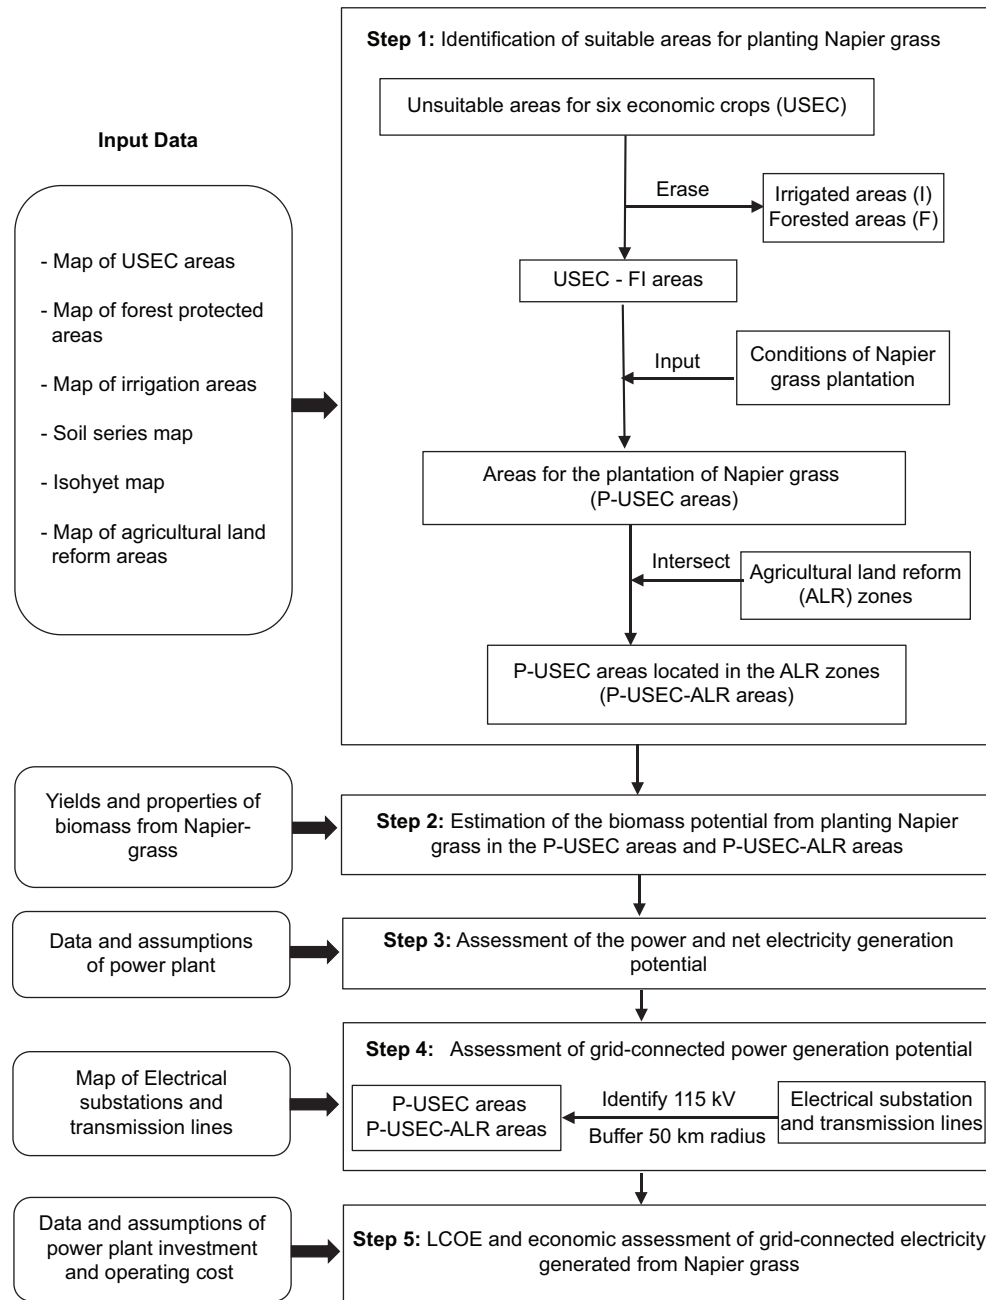 Step 1: Identification of suitable areas for planting Napier grass
Unsuitable areas for six economic crops (USEC)
Erase
Irrigated areas (I)
Forested areas (F)
USEC - FI areas
Input
Conditions of Napier
grass plantation
Areas for the plantation of Napier grass
(P-USEC areas)
Intersect
Agricultural land reform
(ALR) zones
P-USEC areas located in the ALR zones
(P-USEC-ALR areas)
Input Data
- Map of USEC areas
- Map of forest protected
areas
- Map of irrigation areas
- Soil series map
- Isohyet map
- Map of agricultural land
reform areas
Yields and properties of
biomass from Napier-
grass
Step 2: Estimation of the biomass potential from planting Napier
grass in the P-USEC areas and P-USEC-ALR areas
Data and assumptions
of power plant
Step 3: Assessment of the power and net electricity generation
potential
Map of Electrical
substations and
transmission lines
Step 4: Assessment of grid-connected power generation potential
P-USEC areas
P-USEC-ALR areas
Identify 115 kV
Buffer 50 km radius
Electrical substation
and transmission lines
Data and assumptions of
power plant investment
and operating cost
Step 5: LCOE and economic assessment of grid-connected electricity
generated from Napier grass